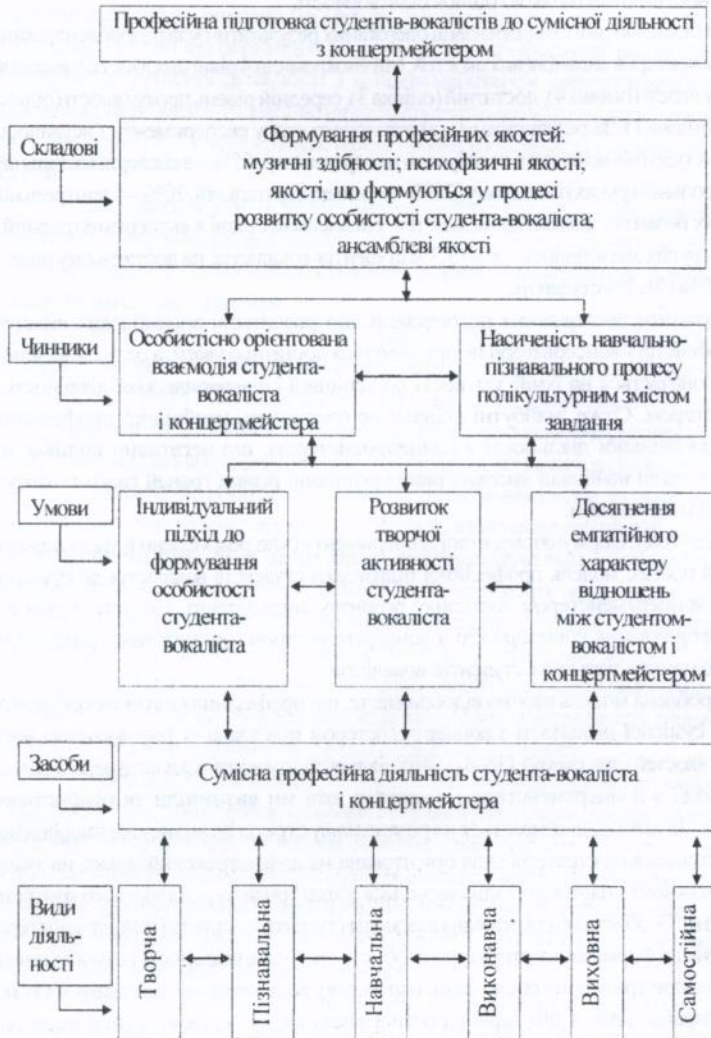 Професійна підготовка студентів-вокалістів до сумісної діяльності
з концертмейстером
Складові
Формування професійних якостей:
музичні здібності; психофізичні якості;
якості, що формуються у процесі
розвитку особистості студента-вокаліста;
ансамблеві якості
Чинники
Особистісно орієнтована
взаємодія студента-
вокаліста
і концертмейстера
Насиченість навчально-
пізнавального процесу
полікультурним змістом
завдання
Умови
Індивідуальний
підхід до
формування
особистості
студента-
вокаліста
Розвиток
творчої
активності
студента-
вокаліста
Досягнення
емпатійного
характеру
відношень
між студентом-
вокалістом і
концертмейстером
Засоби
Сумісна професійна діяльність студента-вокаліста
і концертмейстера
Види
діяль-
ності
Творча
Пізнавальна
Навчальна
Виконавча
Виховна
Самостійна